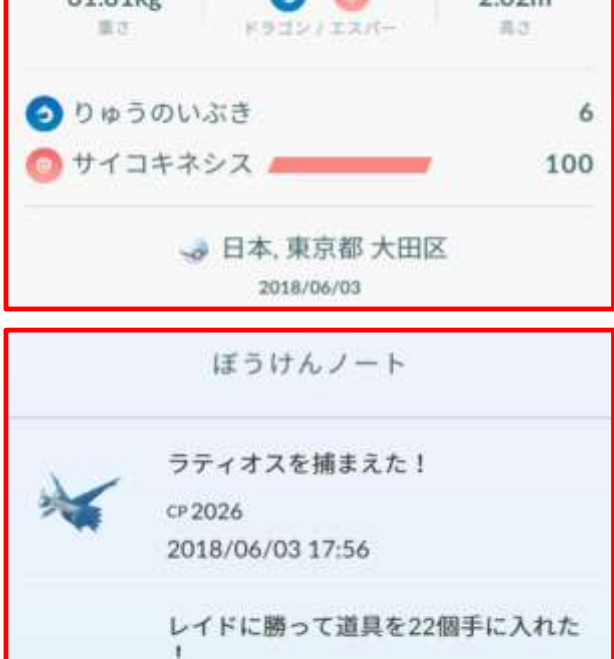 重さ
ドラゴン / エスパー
高さ
りゅうのいぶき 6
サイコキネシス 100
日本, 東京都 大田区
2018/06/03
ぼうけんノート
ラティオスを捕まえた！
CP 2026
2018/06/03 17:56
レイドに勝って道具を22個手に入れた
！